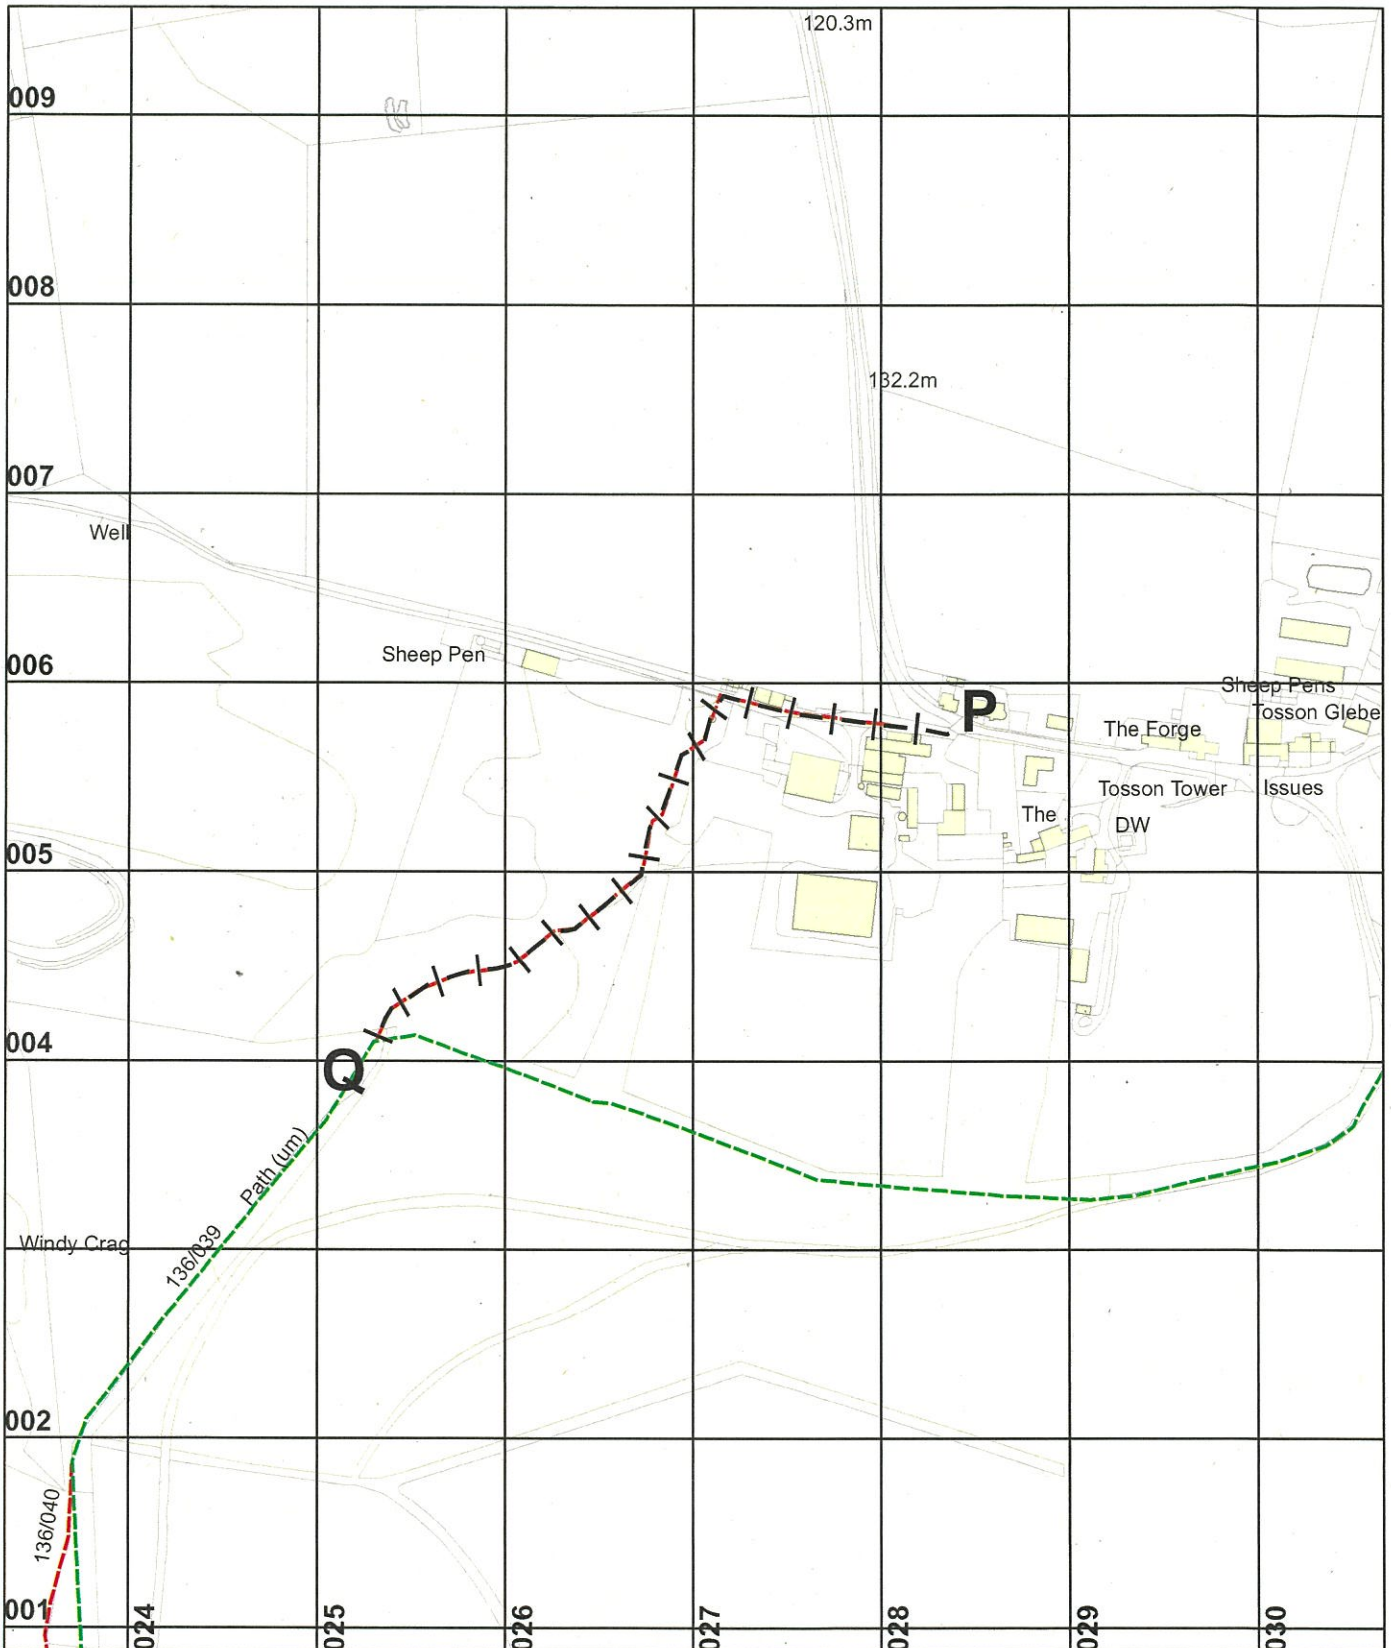 120.3m
009
008
132.2m
007
Well
Sheep Pen
006
Sheep Pens
P
Tosson Glebe
The Forge
Tosson Tower
Issues
The
DW
005
004
Q
Path (um)
136/039
Windy Crag
002
136/040
001
024
025
026
027
028
029
030